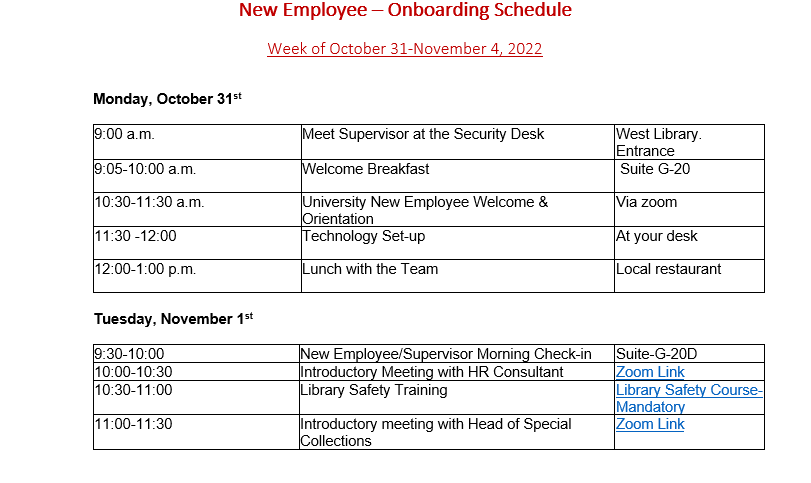 New Employee – Onboarding Schedule
Week of October 31-November 4, 2022
Monday, October 31st
9:00 a.m. Meet Supervisor at the Security Desk West Library.
Entrance
9:05-10:00 a.m. Welcome Breakfast Suite G-20
10:30-11:30 a.m. University New Employee Welcome & Via zoom
Orientation
11:30 -12:00 Technology Set-up At your desk
12:00-1:00 p.m. Lunch with the Team Local restaurant
Tuesday, November 1st
9:30-10:00 New Employee/Supervisor Morning Check-in Suite-G-20D
10:00-10:30 Introductory Meeting with HR Consultant Zoom Link
10:30-11:00 Library Safety Training Library Safety Course-
Mandatory
11:00-11:30 Introductory meeting with Head of Special Zoom Link
Collections